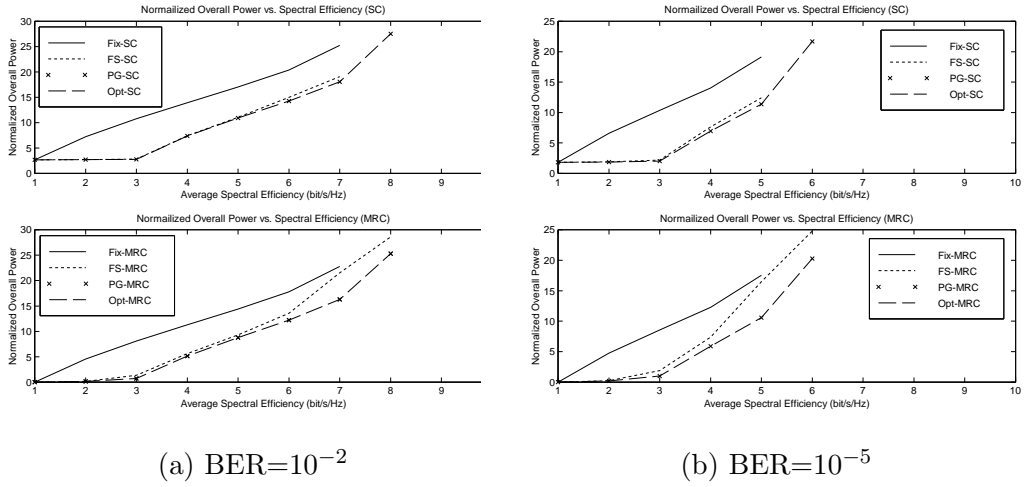 Normailized Overall Power vs. Spectral Efficiency (SC)
Normalized Overall Power
30
25
20
15
10
5
0
Fix-SC
FS-SC
PG-SC
Opt-SC
1 2 3 4 5 6 7 8 9
Average Spectral Efficiency (bit/s/Hz)
Normailized Overall Power vs. Spectral Efficiency (MRC)
Normalized Overall Power
30
25
20
15
10
5
0
Fix-MRC
FS-MRC
PG-MRC
Opt-MRC
1 2 3 4 5 6 7 8 9
Average Spectral Efficiency (bit/s/Hz)
(a) BER=10⁻²
Normailized Overall Power vs. Spectral Efficiency (SC)
Normalized Overall Power
25
20
15
10
5
0
Fix-SC
FS-SC
PG-SC
Opt-SC
1 2 3 4 5 6 7 8 9 10
Average Spectral Efficiency (bit/s/Hz)
Normailized Overall Power vs. Spectral Efficiency (MRC)
Normalized Overall Power
25
20
15
10
5
0
Fix-MRC
FS-MRC
PG-MRC
Opt-MRC
1 2 3 4 5 6 7 8 9 10
Average Spectral Efficiency (bit/s/Hz)
(b) BER=10⁻⁵